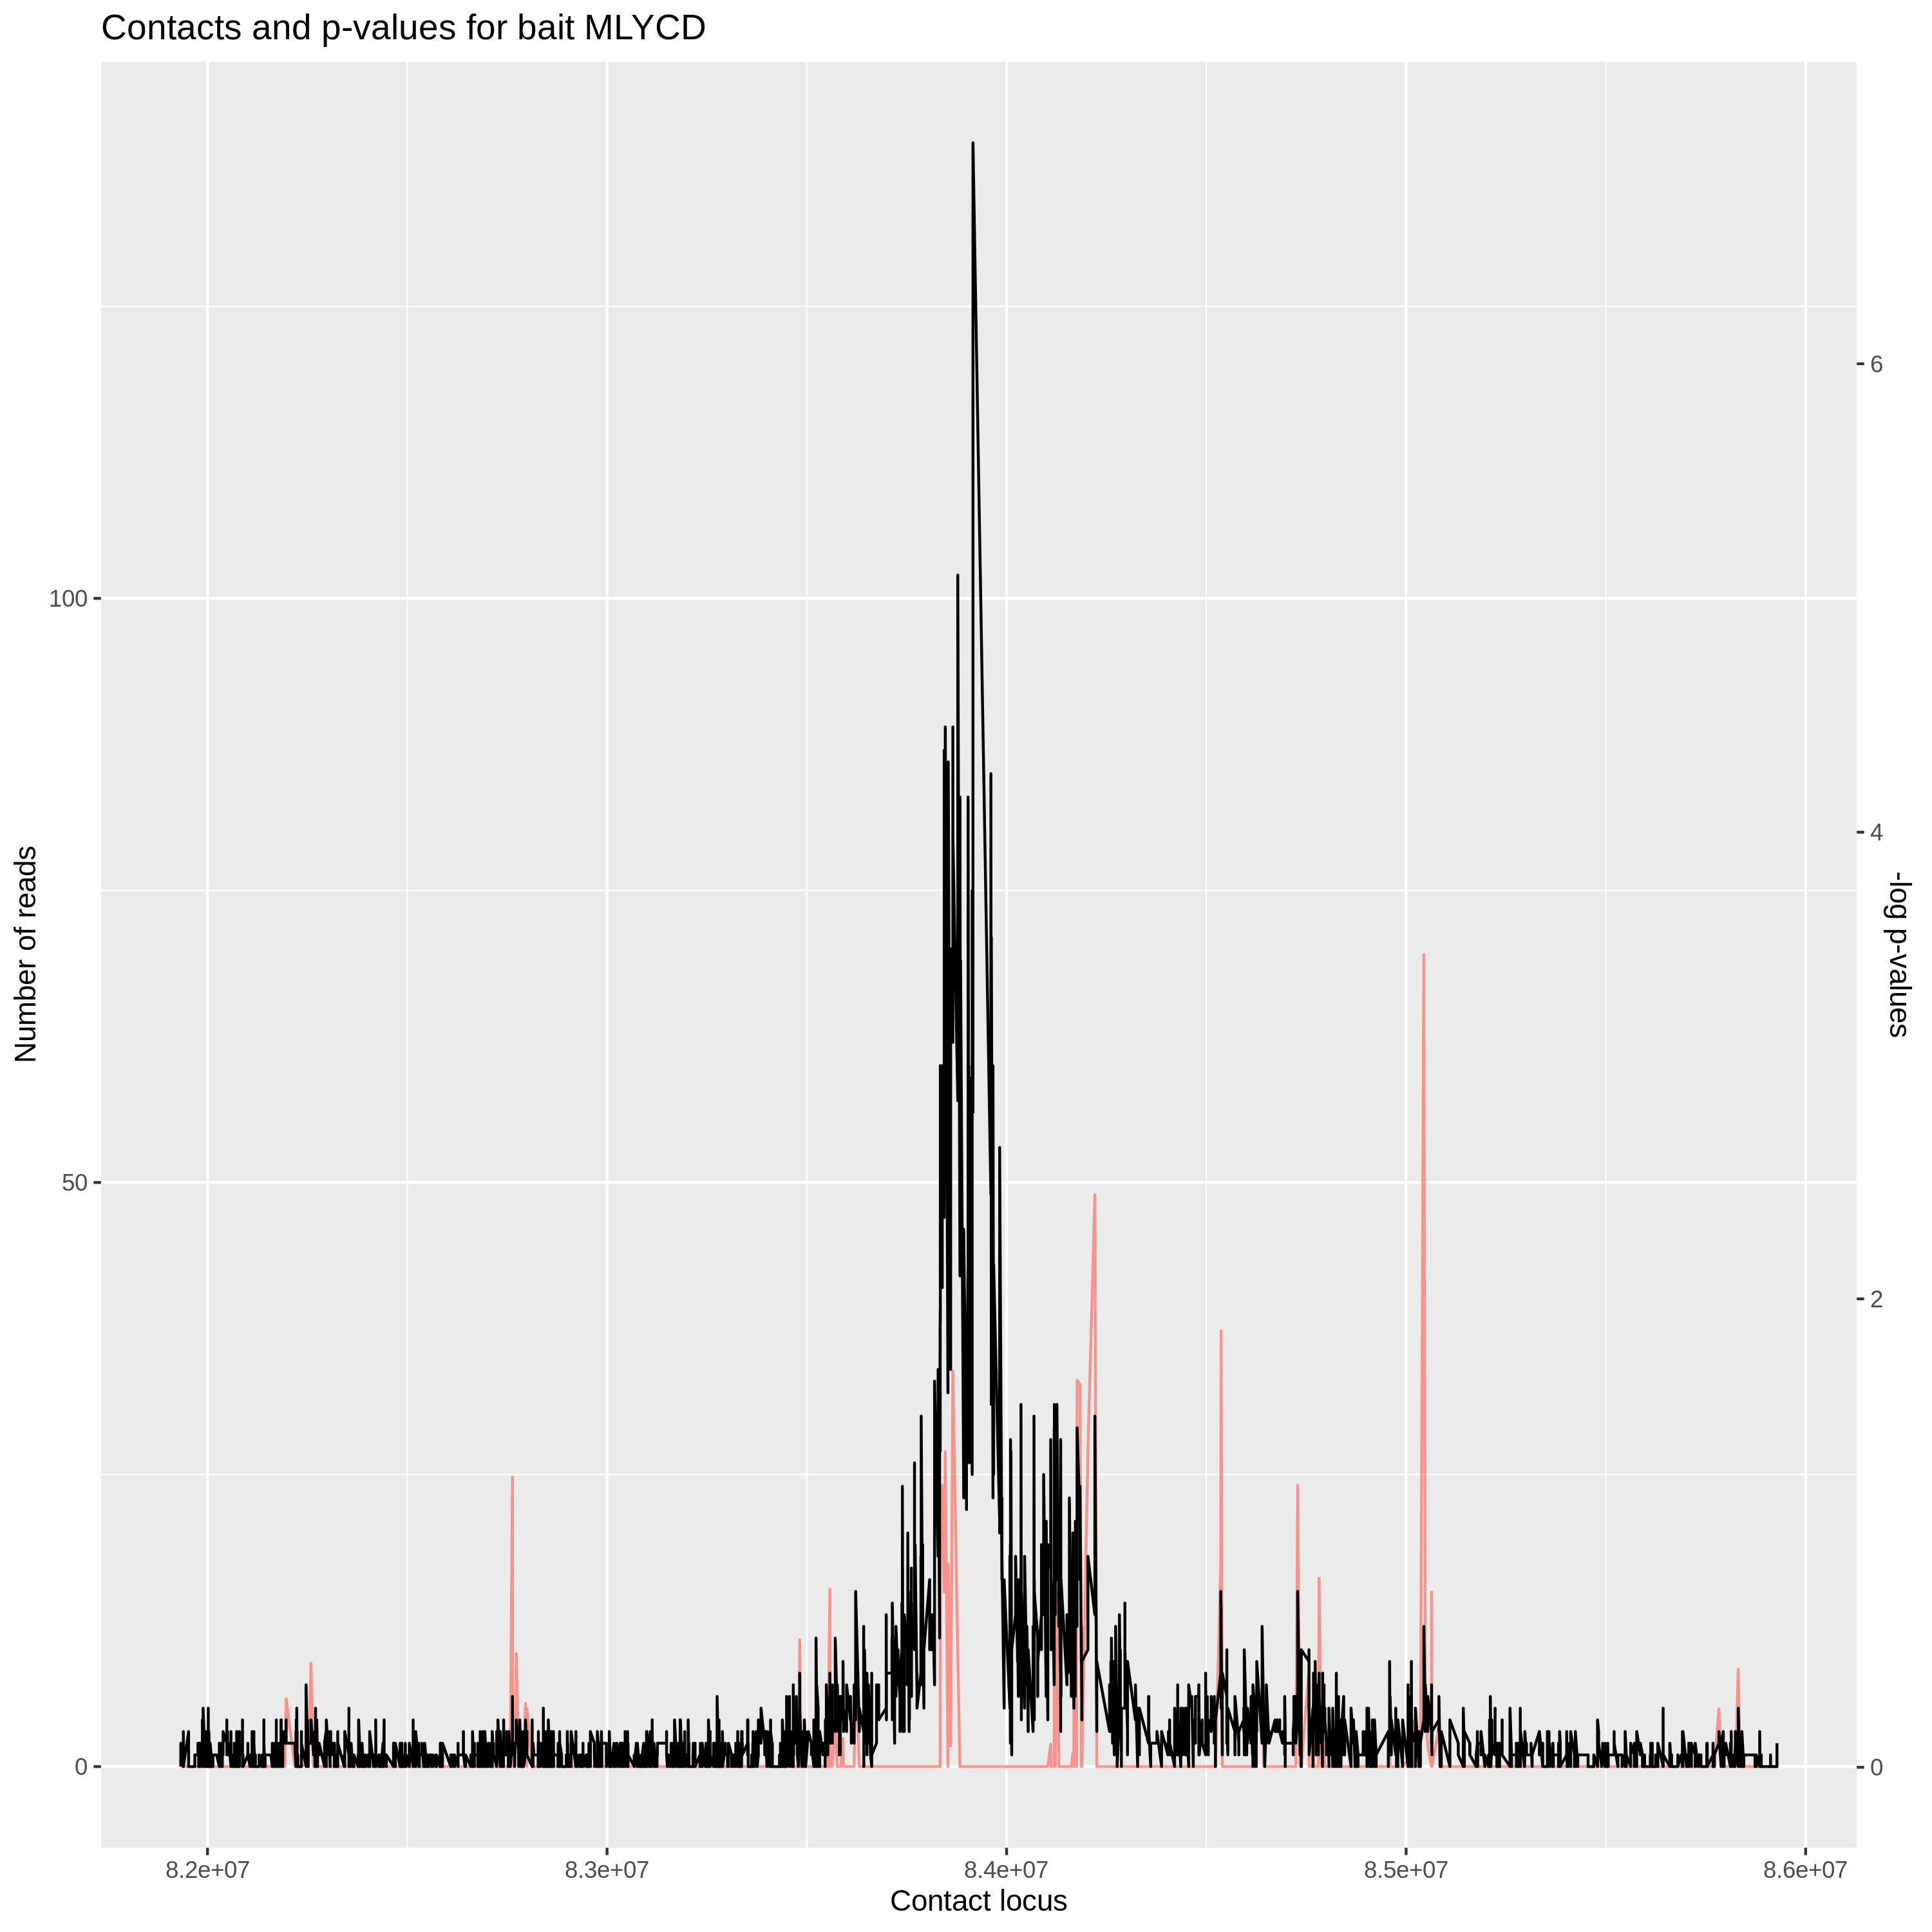 Contacts and p-values for bait MLYCD
Number of reads
100
50
0
6
4
2
0
-log p-values
8.2e+07 8.3e+07 8.4e+07 8.5e+07 8.6e+07
Contact locus